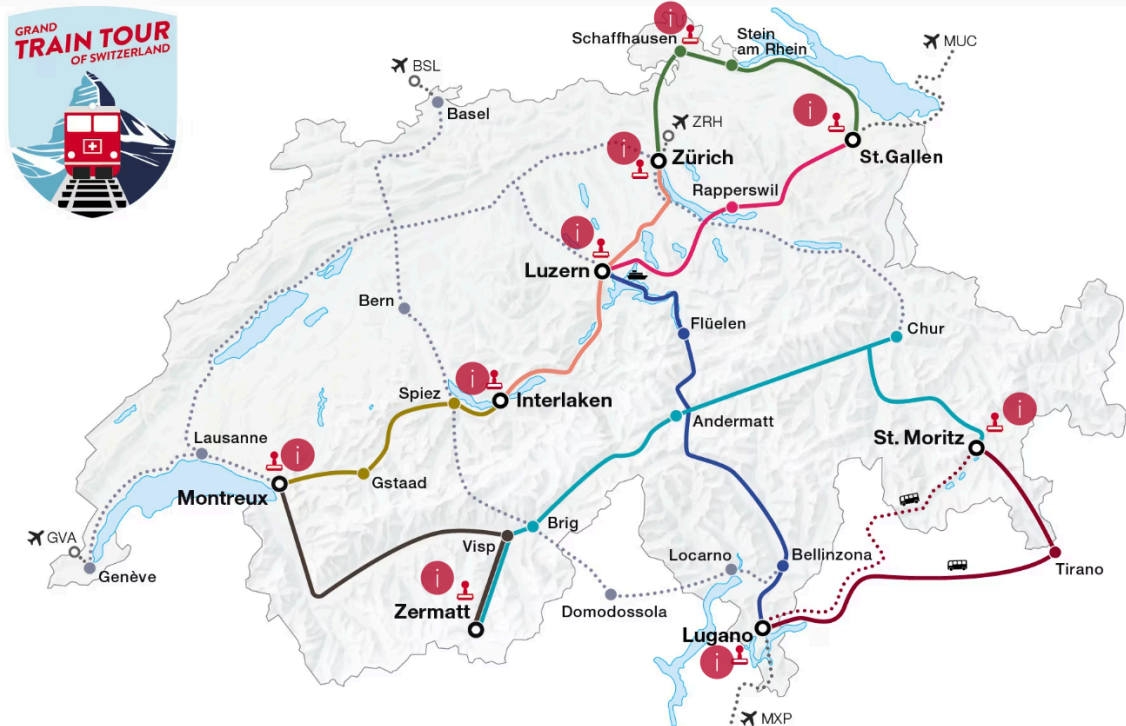 GRAND
TRAIN TOUR
OF SWITZERLAND
Schaffhausen
i
Stein
am Rhein
MUC
BSL
Basel
i
ZRH
i
Zürich
St.Gallen
Rapperswil
i
Luzern
Bern
Flüelen
Chur
i
Spiez
Interlaken
i
Andermatt
St. Moritz
Lausanne
i
Montreux
Gstaad
Brig
GVA
Visp
Genève
Locarno
Bellinzona
Tirano
i
Zermatt
Domodossola
Lugano
i
MXP